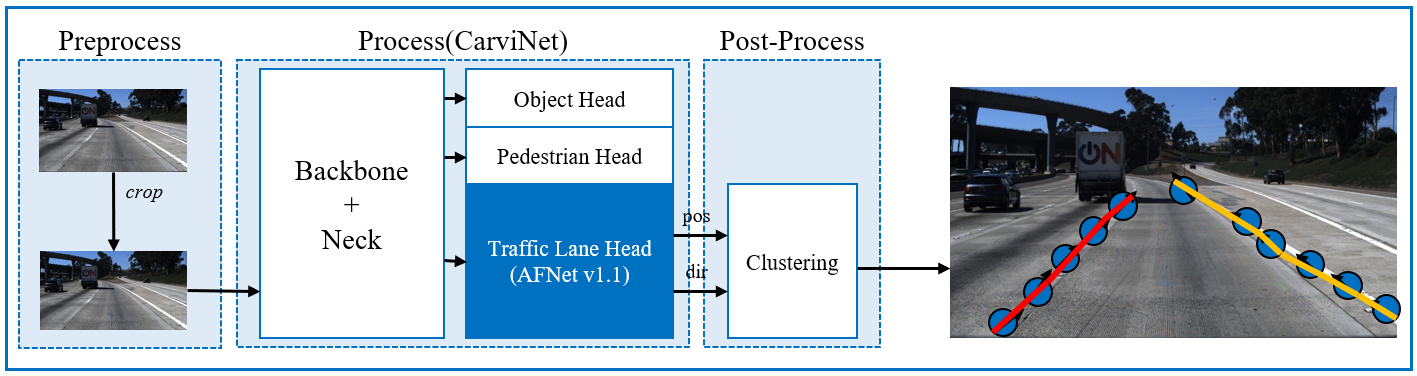 Preprocess
Process(CarviNet)
Post-Process
crop
Backbone
+
Neck
Object Head
Pedestrian Head
Traffic Lane Head
(AFNet v1.1)
pos
dir
Clustering
ON